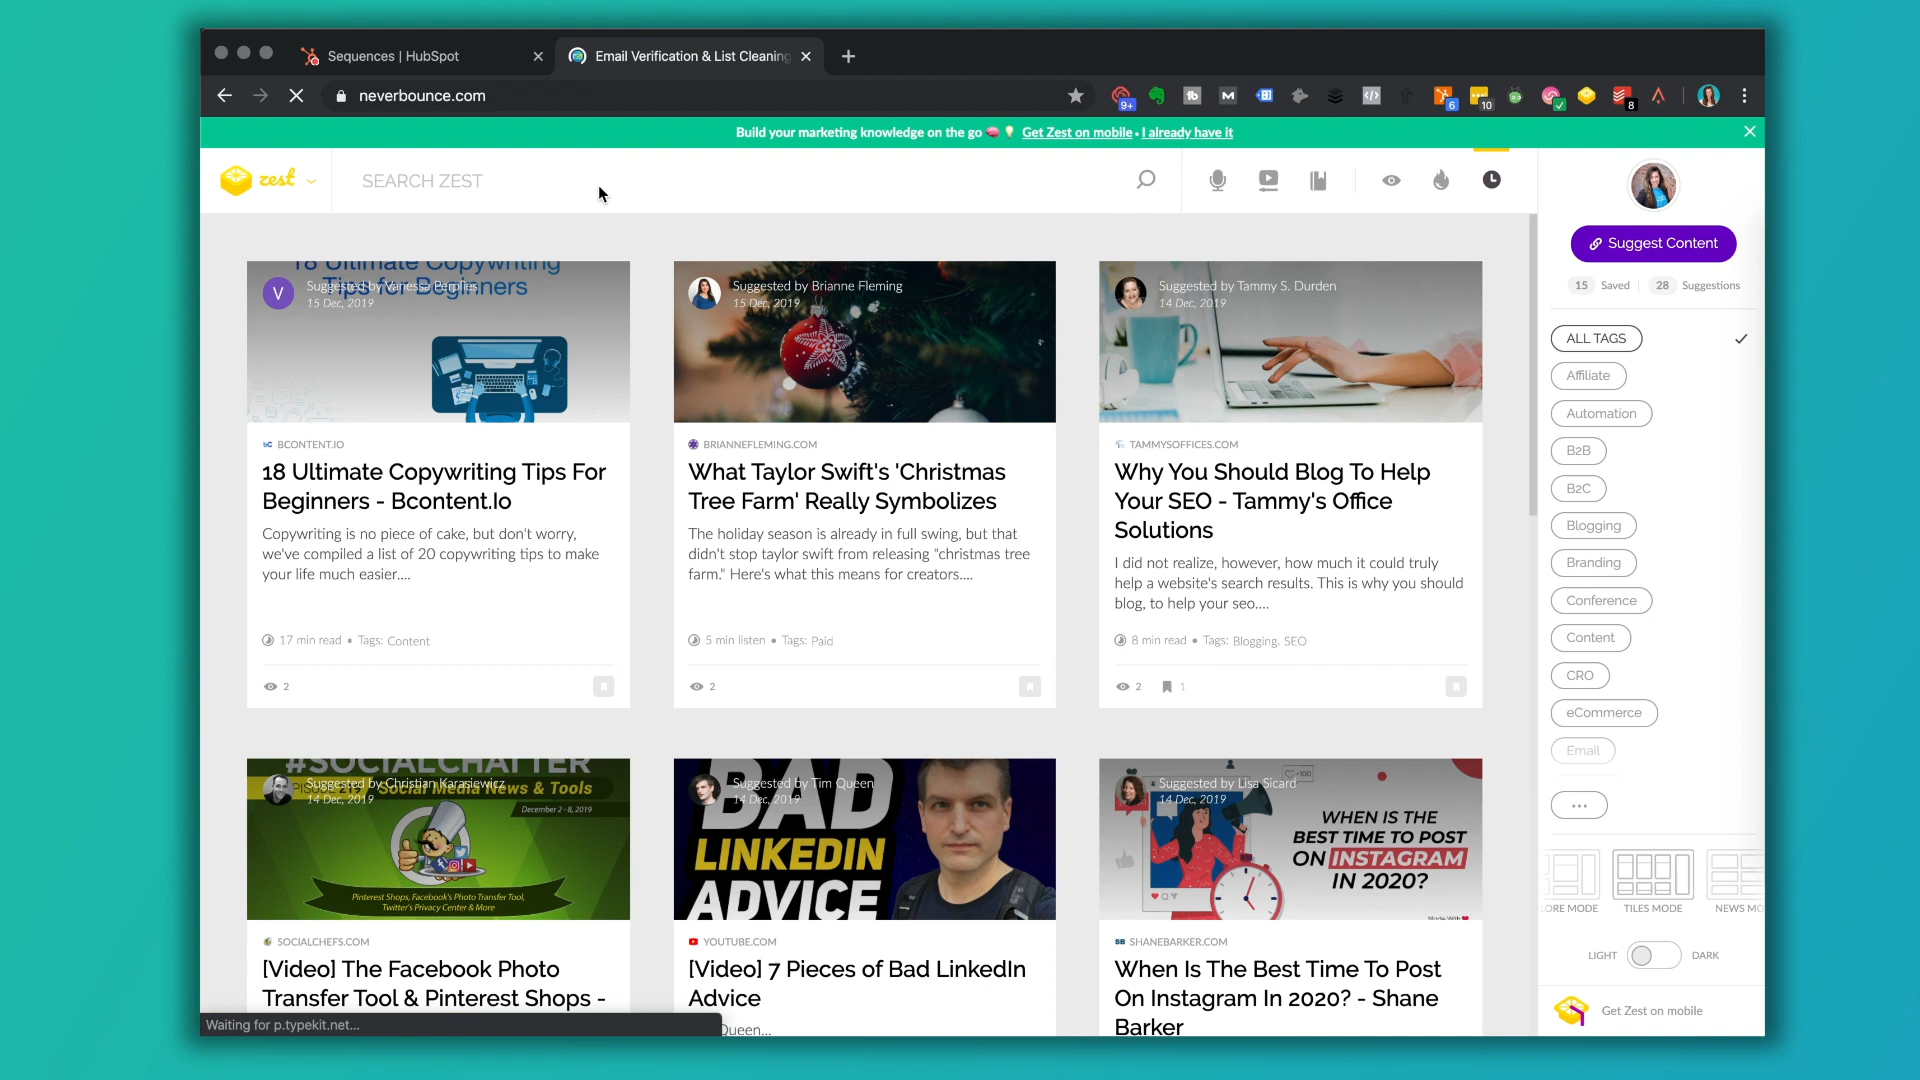 Sequences | HubSpot
Email Verification & List Cleaning
neverbounce.com
9+
6
10
8
Build your marketing knowledge on the go Get Zest on mobile • I already have it
zest
SEARCH ZEST
Suggest Content
15 Saved 28 Suggestions
18 Ultimate Copywriting
Tips for Beginners
V
Suggested by Vanessa Perplies
15 Dec, 2019
BCONTENT.IO
18 Ultimate Copywriting Tips For
Beginners - Bcontent.Io
Copywriting is no piece of cake, but don't worry,
we've compiled a list of 20 copywriting tips to make
your life much easier....
17 min read • Tags: Content
2
Suggested by Brianne Fleming
15 Dec, 2019
BRIANNEFLEMING.COM
What Taylor Swift's 'Christmas
Tree Farm' Really Symbolizes
The holiday season is already in full swing, but that
didn't stop taylor swift from releasing "christmas tree
farm." Here's what this means for creators....
5 min listen • Tags: Paid
2
Suggested by Tammy S. Durden
14 Dec, 2019
TAMMYSOFFICES.COM
Why You Should Blog To Help
Your SEO - Tammy's Office
Solutions
I did not realize, however, how much it could truly
help a website's search results. This is why you should
blog, to help your seo....
8 min read • Tags: Blogging, SEO
2 1
#SOCIALCHATTER
Suggested by Christian Karasiewicz
14 Dec, 2019
Social Media News & Tools
December 2 - 8, 2019
Pinterest Shops, Facebook's Photo Transfer Tool,
Twitter's Privacy Center & More
SOCIALCHEFS.COM
[Video] The Facebook Photo
Transfer Tool & Pinterest Shops -
Suggested by Tim Queen
14 Dec, 2019
BAD
LINKEDIN
ADVICE
YOUTUBE.COM
[Video] 7 Pieces of Bad LinkedIn
Advice
Queen...
Suggested by Lisa Sicard
14 Dec, 2019
+100
WHEN IS THE
BEST TIME TO POST
ON INSTAGRAM
IN 2020?
Made With
SB SHANEBARKER.COM
When Is The Best Time To Post
On Instagram In 2020? - Shane
Barker
ALL TAGS
Affiliate
Automation
B2B
B2C
Blogging
Branding
Conference
Content
CRO
eCommerce
Email
...
LORE MODE TILES MODE NEWS MO
LIGHT DARK
Get Zest on mobile
Waiting for p.typekit.net...